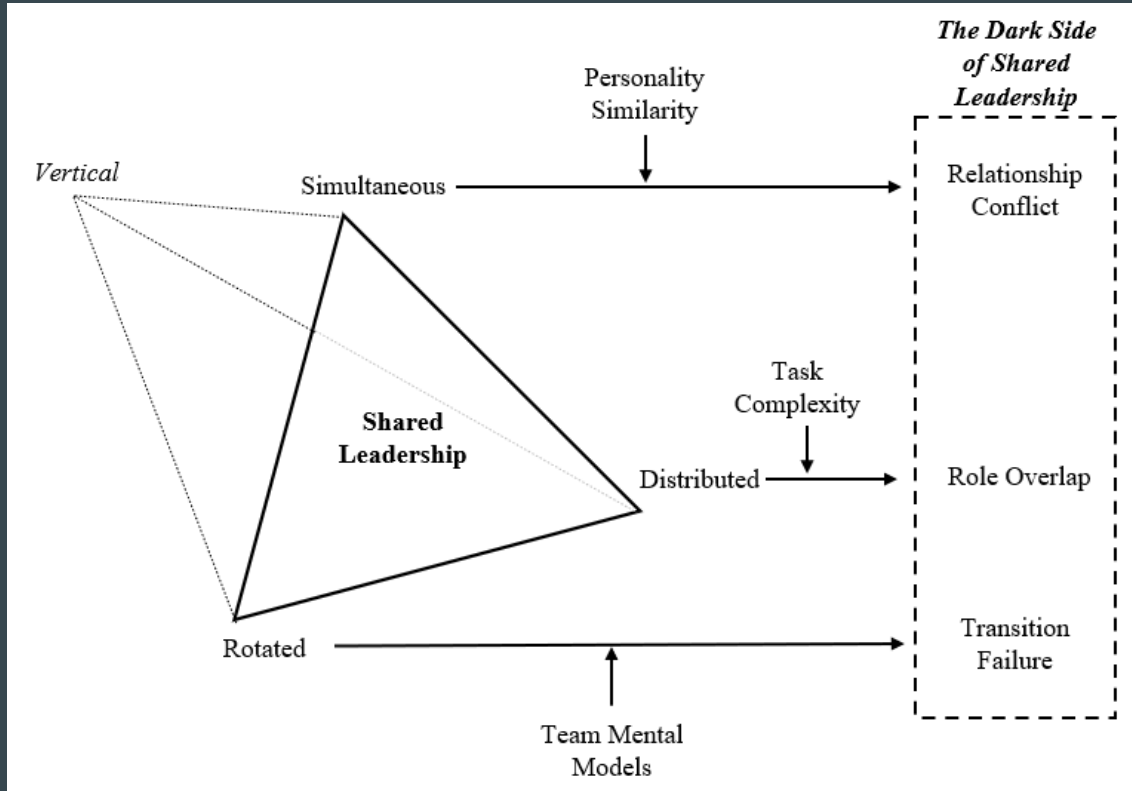 The Dark Side
of Shared
Leadership
Personality
Similarity
Vertical
Simultaneous
Relationship
Conflict
Task
Complexity
Shared
Leadership
Distributed
Role Overlap
Rotated
Transition
Failure
Team Mental
Models